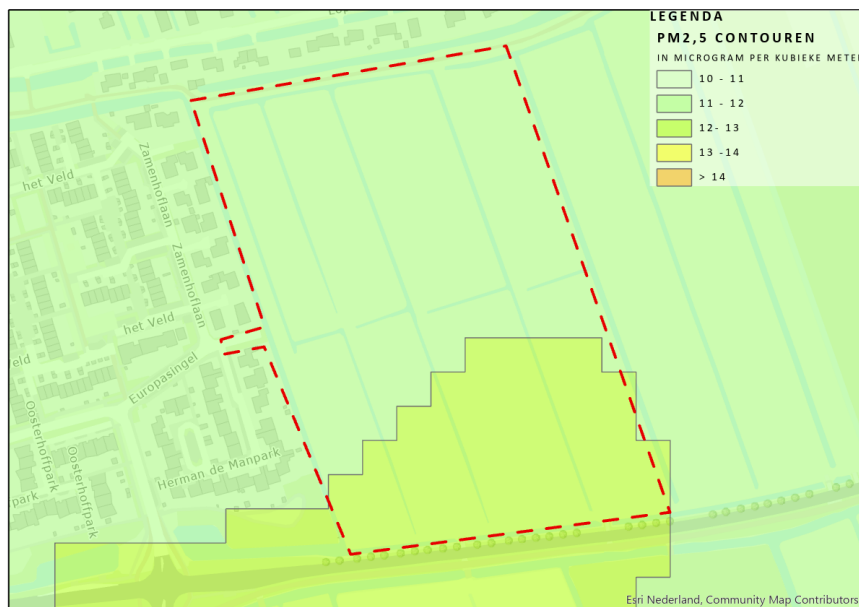 LEGENDA
PM2,5 CONTOUREN
IN MICROGRAM PER KUBIEKE METER
10 - 11
11 - 12
12- 13
13 -14
> 14
het Veld
Zamenhoflaan
Zamenhoflaan
het Veld
Europasingel
Oosterhoffpark
Oosterhoffpark
Herman de Manpark
park
Esri Nederland, Community Map Contributors